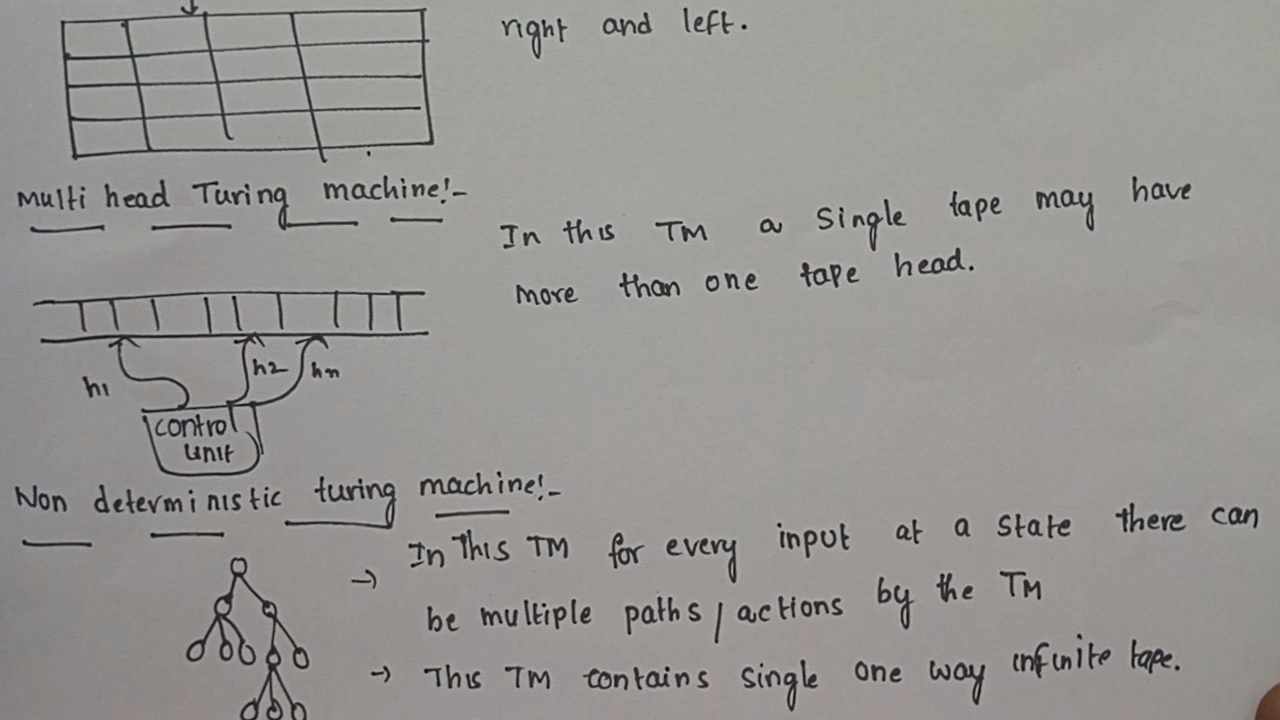 right and left.
Multi head Turing machine:-
In this TM a single tape may have
more than one tape head.
h1
h2
hn
control
unit
Non deterministic turing machine:-
→ In This TM for every input at a state there can
be multiple paths/actions by the TM
→ This TM contains single one way infinite tape.